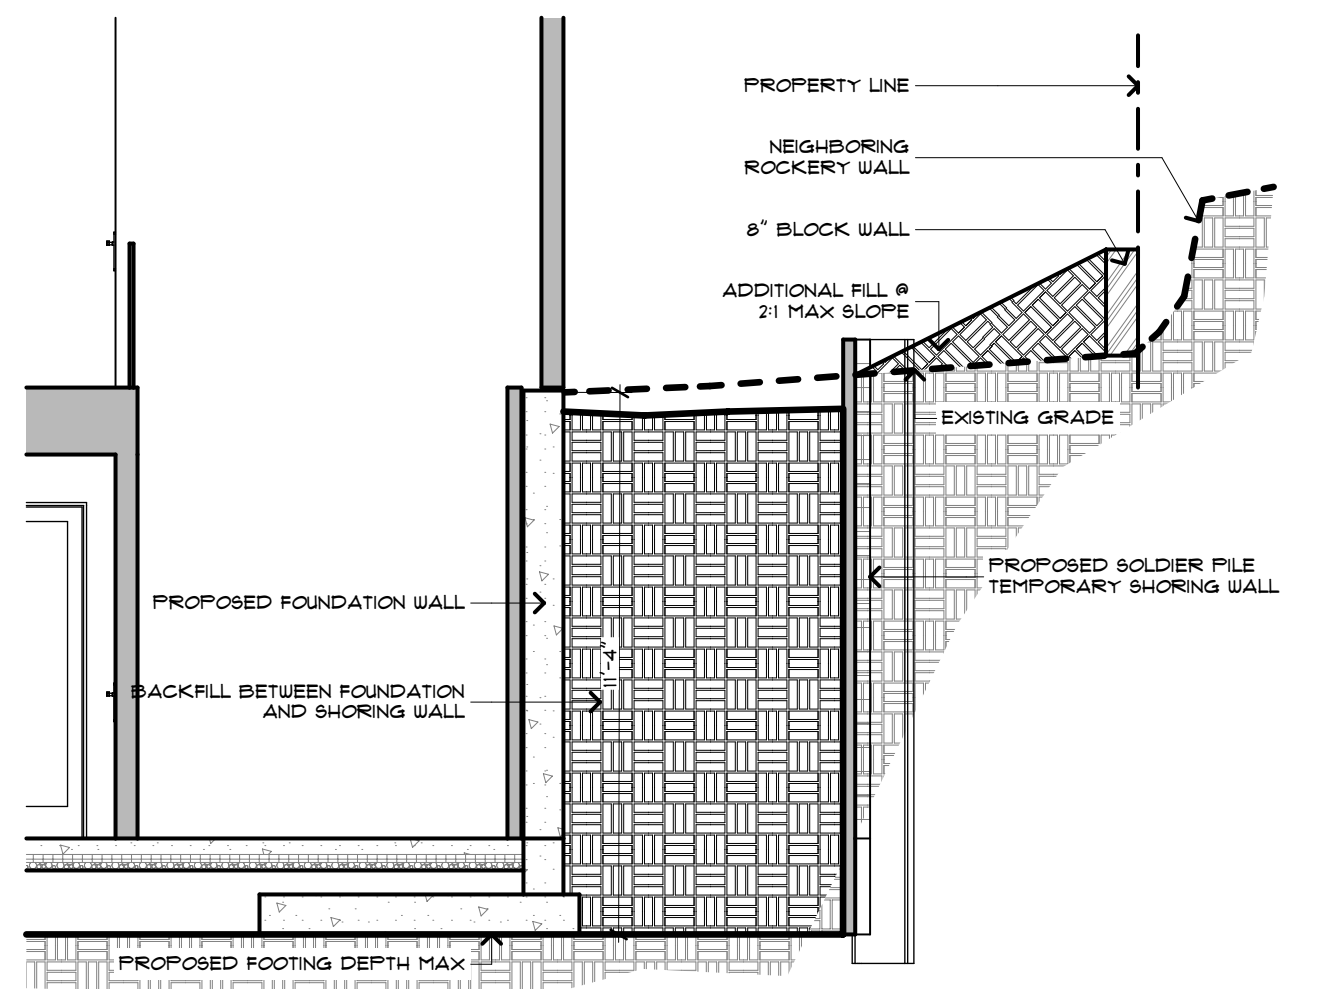 PROPERTY LINE
NEIGHBORING
ROCKERY WALL
8" BLOCK WALL
ADDITIONAL FILL @
2:1 MAX SLOPE
EXISTING GRADE
PROPOSED SOLDIER PILE
TEMPORARY SHORING WALL
PROPOSED FOUNDATION WALL
11'-4"
BACKFILL BETWEEN FOUNDATION
AND SHORING WALL
PROPOSED FOOTING DEPTH MAX